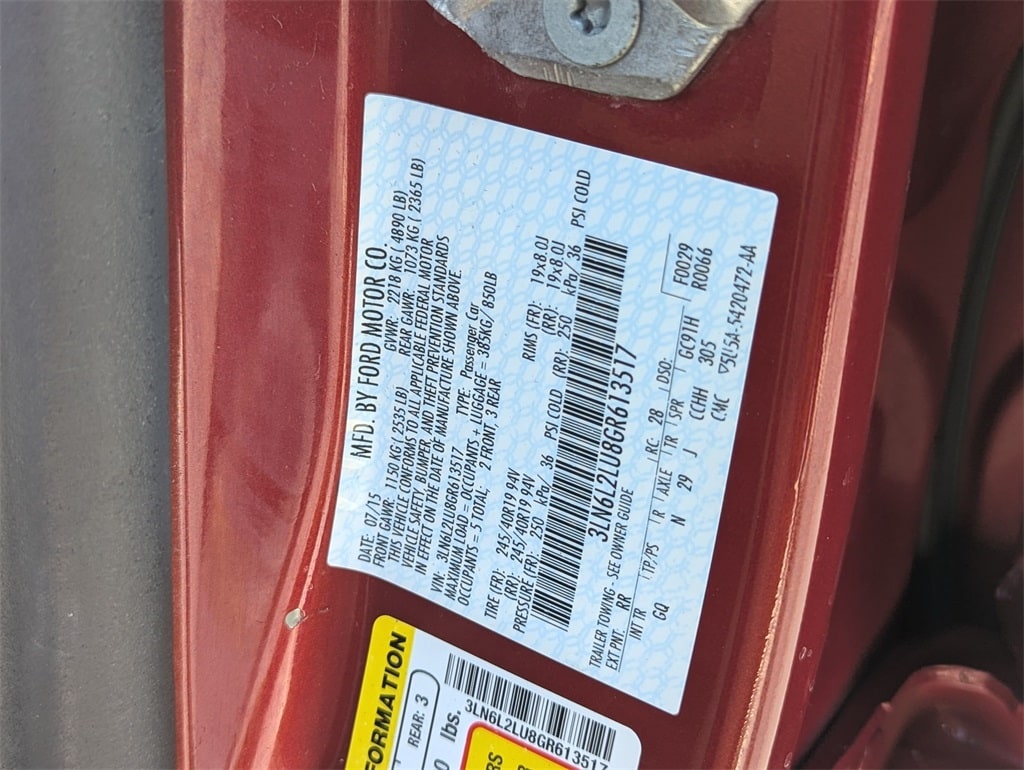 MFD. BY FORD MOTOR CO.
DATE: 07/15 GVWR: 2218 KG ( 4890 LB)
FRONT GAWR: 1150 KG ( 2535 LB) REAR GAWR: 1073 KG ( 2365 LB)
THIS VEHICLE CONFORMS TO ALL APPLICABLE FEDERAL MOTOR
VEHICLE SAFETY, BUMPER, AND THEFT PREVENTION STANDARDS
IN EFFECT ON THE DATE OF MANUFACTURE SHOWN ABOVE.
VIN: 3LN6L2LU8GR613517 TYPE: Passenger Car
MAXIMUM LOAD = OCCUPANTS + LUGGAGE = 385KG/ 850LB
OCCUPANTS = 5 TOTAL; 2 FRONT, 3 REAR
TIRE (FR): 245/40R19 94V RIMS (FR): 19x8.0J
(RR): 245/40R19 94V (RR): 19x8.0J
PRESSURE (FR): 250 kPa/ 36 PSI COLD (RR): 250 kPa/ 36 PSI COLD
3LN6L2LU8GR613517
TRAILER TOWING - SEE OWNER GUIDE
EXT PNT: RR RC: 28 DSO: F0029
INT TR TP/PS R AXLE TR SPR GC91H R0066
GQ N 29 J CCHH 305
CMC ▽5U5A-5420472-AA
FORMATION
REAR: 3
lbs.
3LN6L2LU8GR613517